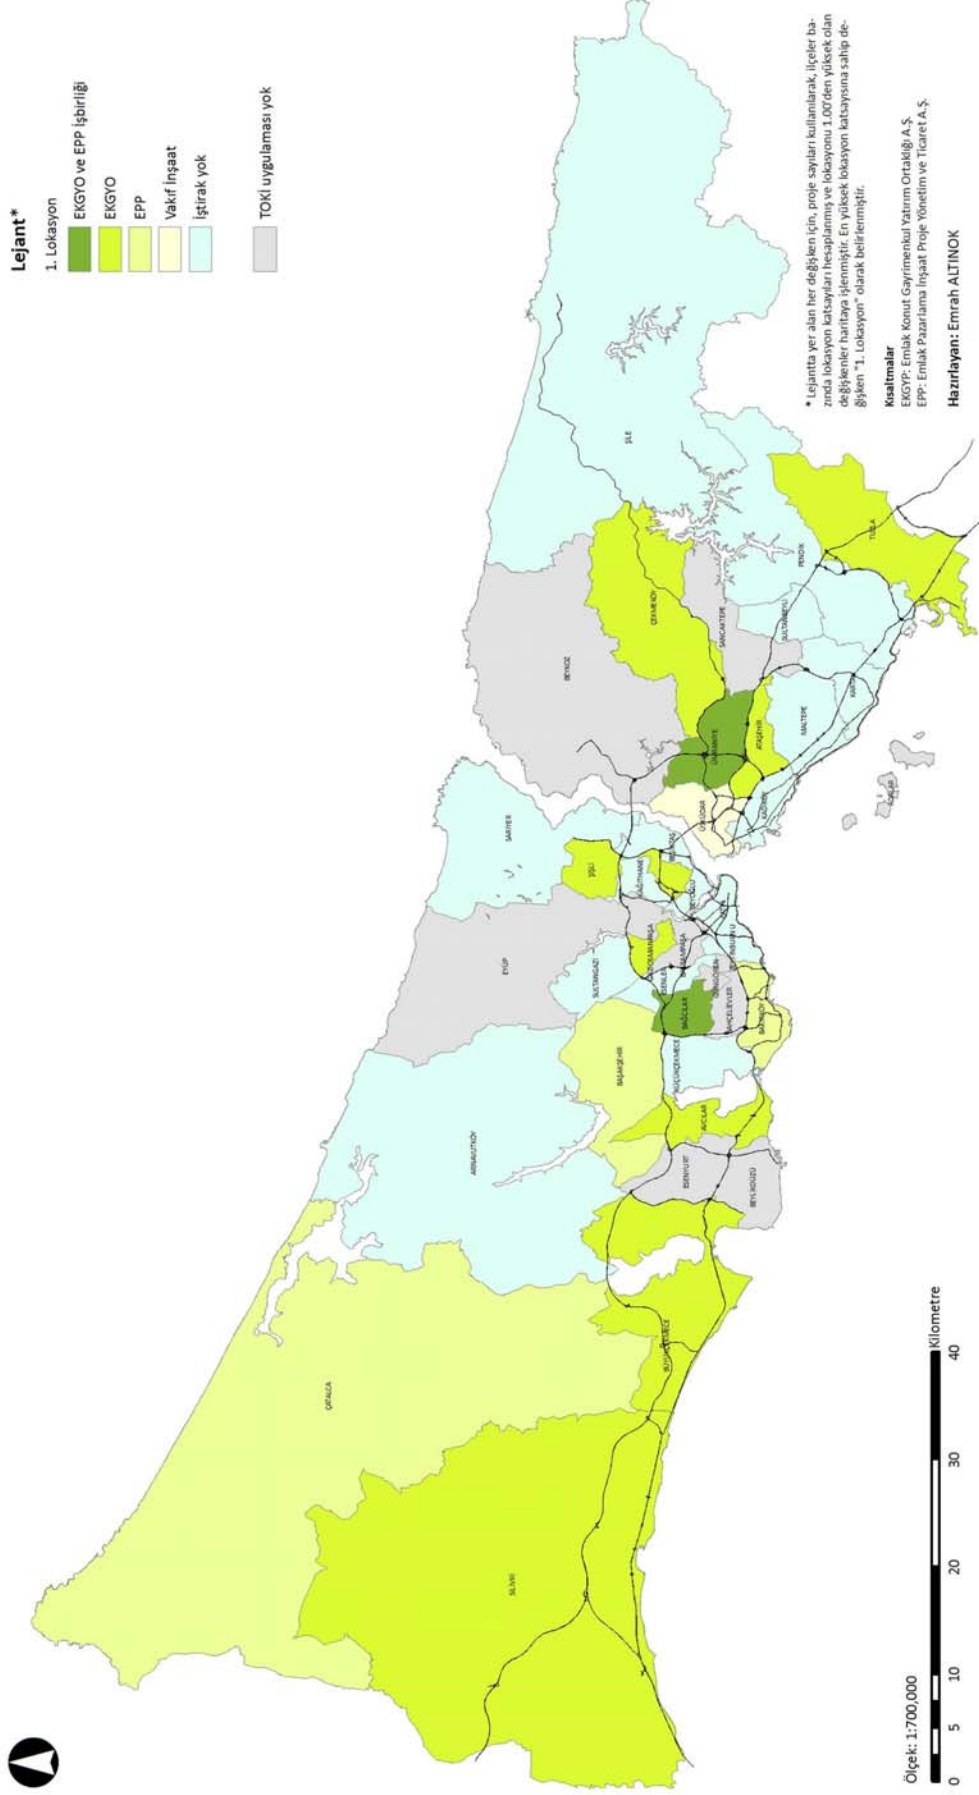 Lejant*
1. Lokasyon
EKGYO ve EPP İşbirliği
EKGYO
EPP
Vakıf İnşaat
İştirak yok
TOKİ uygulaması yok
ÇATALCA
SİLİVRİ
BÜYÜKÇEKMECE
ARNAVUTKÖY
BAŞAKŞEHİR
ESENYURT
BEYLİKDÜZÜ
AVCILAR
KÜÇÜKÇEKMECE
BAĞCILAR
BAHÇELİEVLER
BAKIRKÖY
GÜNGÖREN
ESENLER
SULTANGAZİ
EYÜP
GAZİOSMANPAŞA
BAYRAMPAŞA
ZEYTİNBURNU
BEYOĞLU
KAĞITHANE
ŞİŞLİ
BEŞİKTAŞ
SARIYER
BEYKOZ
ÜSKÜDAR
ÜMRANİYE
KADIKÖY
ATAŞEHİR
ÇEKMEKÖY
SANCAKTEPE
SULTANBEYLİ
MALTEPE
KARTAL
PENDİK
TUZLA
ŞİLE
ADALAR
* Lejantta yer alan her değişken için, proje sayıları kullanılarak, ilçeler ba-
zında lokasyon katsayıları hesaplanmış ve lokasyonu 1.00'den yüksek olan
değişkenler haritaya işlenmiştir. En yüksek lokasyon katsayısına sahip de-
ğişken "1. Lokasyon" olarak belirlenmiştir.
Kısaltmalar
EKGYP: Emlak Konut Gayrimenkul Yatırım Ortaklığı A.Ş.
EPP: Emlak Pazarlama İnşaat Proje Yönetim ve Ticaret A.Ş.
Hazırlayan: Emrah ALTINOK
Ölçek: 1:700,000
Kilometre
0 5 10 20 30 40